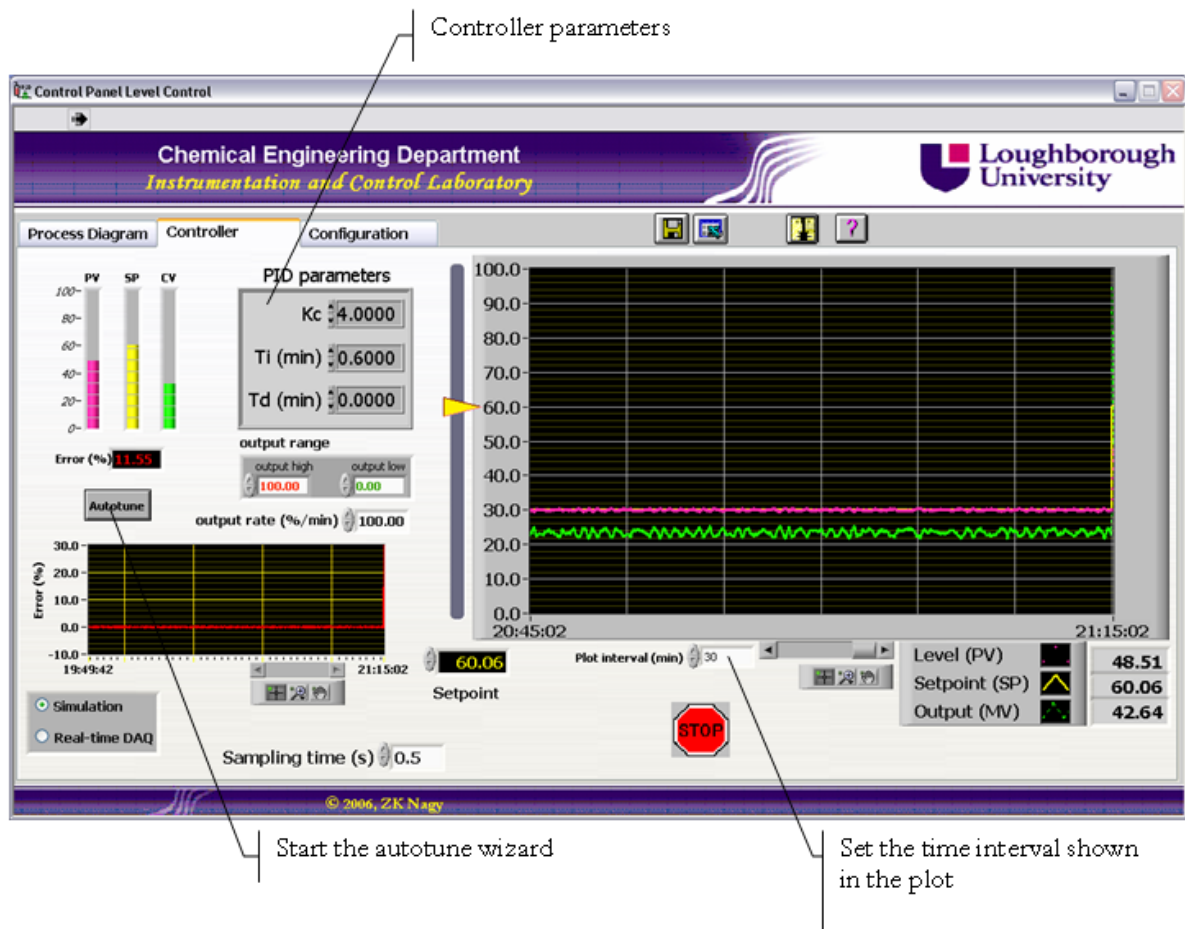 Controller parameters
Control Panel Level Control
Chemical Engineering Department
Instrumentation and Control Laboratory
Loughborough
University
Process Diagram
Controller
Configuration
?
PV SP CV
100
80
60
40
20
0
PID parameters
Kc 4.0000
Ti (min) 0.6000
Td (min) 0.0000
Error (%) 11.55
output range
output high
output low
100.00
0.00
Autotune
output rate (%/min) 100.00
Error (%)
30.0
20.0
10.0
0.0
-10.0
19:49:42
21:15:02
100.0
90.0
80.0
70.0
60.0
50.0
40.0
30.0
20.0
10.0
0.0
20:45:02
21:15:02
60.06
Setpoint
Plot interval (min) 30
Level (PV) 48.51
Setpoint (SP) 60.06
Output (MV) 42.64
Simulation
Real-time DAQ
STOP
Sampling time (s) 0.5
© 2006, ZK Nagy
Start the autotune wizard
Set the time interval shown
in the plot